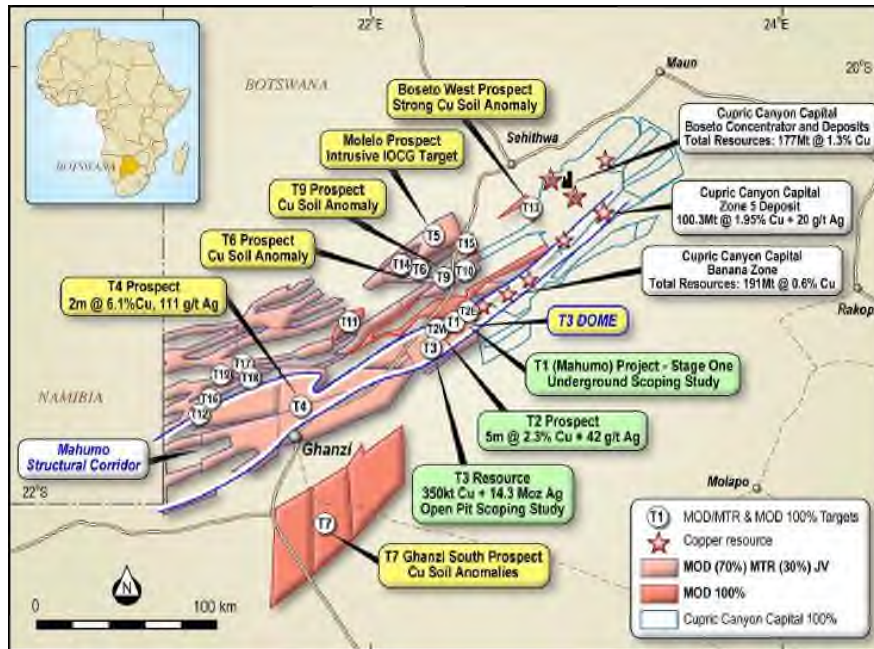 22°E
24°E
20°S
BOTSWANA
Maun
Boseto West Prospect
Strong Cu Soil Anomaly
Sehithwa
Cupric Canyon Capital
Boseto Concentrator and Deposits
Total Resources: 177Mt @ 1.3% Cu
Molelo Prospect
Intrusive IOCG Target
BOTSWANA
T9 Prospect
Cu Soil Anomaly
T13
Cupric Canyon Capital
Zone 5 Deposit
100.3Mt @ 1.95% Cu + 20 g/t Ag
T6 Prospect
Cu Soil Anomaly
T5
T15
T14
T6
T9
T10
Cupric Canyon Capital
Banana Zone
Total Resources: 191Mt @ 0.6% Cu
T4 Prospect
2m @ 6.1%Cu, 111 g/t Ag
Rakop
T11
T2E
T2W
T1
T3 DOME
T3
T1 (Mahumo) Project - Stage One
Underground Scoping Study
T17
T19
T18
NAMIBIA
T16
T12
T4
T2 Prospect
5m @ 2.3% Cu + 42 g/t Ag
Mahumo
Structural Corridor
Ghanzi
T3 Resource
350kt Cu + 14.3 Moz Ag
Open Pit Scoping Study
22°S
Molapo
T7
T7 Ghanzi South Prospect
Cu Soil Anomalies
T1 MOD/MTR & MOD 100% Targets
Copper resource
MOD (70%) MTR (30%) JV
MOD 100%
Cupric Canyon Capital 100%
N
0 100 km